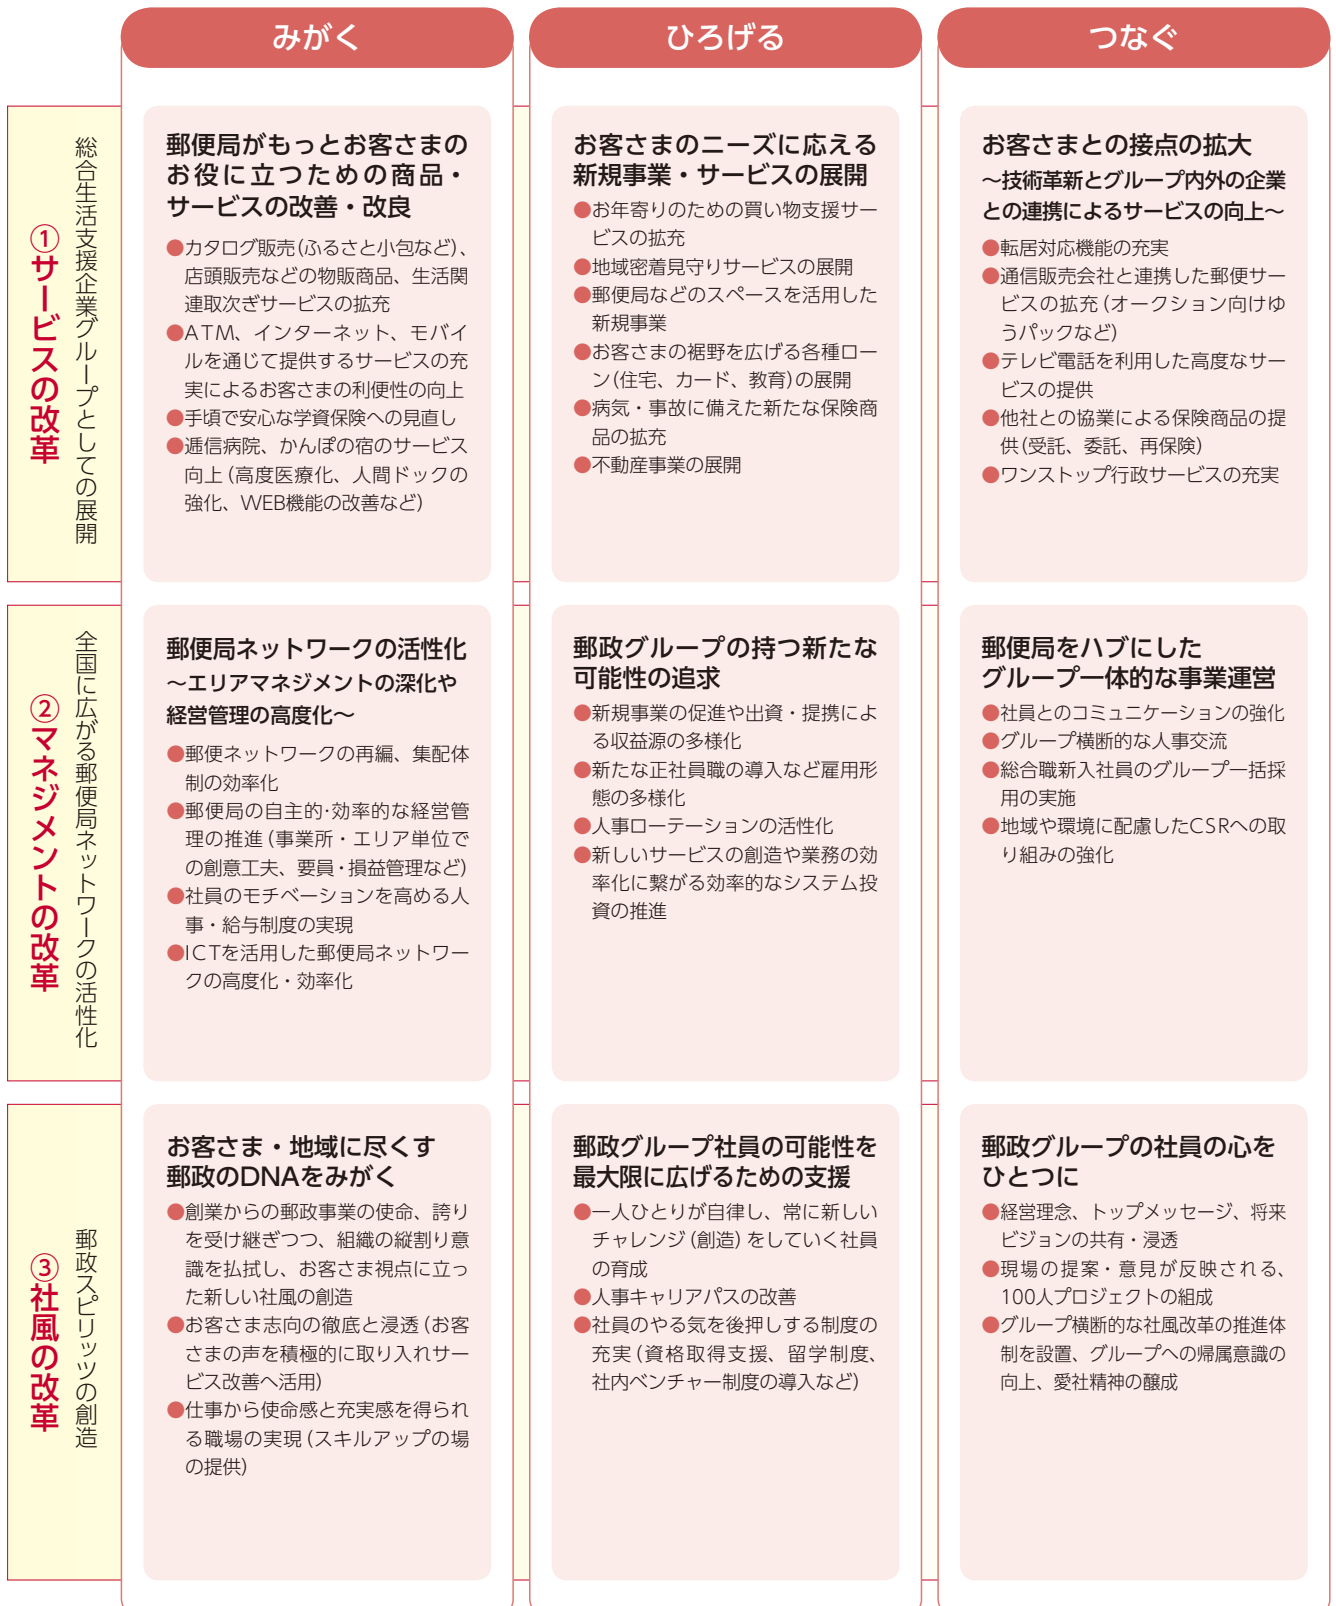 みがく
ひろげる
つなぐ
①サービスの改革
総合生活支援企業グループとしての展開
郵便局がもっとお客さまの
お役に立つための商品・
サービスの改善・改良
●カタログ販売(ふるさと小包など)、
店頭販売などの物販商品、生活関
連取次ぎサービスの拡充
●ATM、インターネット、モバイ
ルを通じて提供するサービスの充
実によるお客さまの利便性の向上
●手頃で安心な学資保険への見直し
●逓信病院、かんぽの宿のサービス
向上(高度医療化、人間ドックの
強化、WEB機能の改善など)
お客さまのニーズに応える
新規事業・サービスの展開
●お年寄りのための買い物支援サー
ビスの拡充
●地域密着見守りサービスの展開
●郵便局などのスペースを活用した
新規事業
●お客さまの裾野を広げる各種ロー
ン(住宅、カード、教育)の展開
●病気・事故に備えた新たな保険商
品の拡充
●不動産事業の展開
お客さまとの接点の拡大
～技術革新とグループ内外の企業
との連携によるサービスの向上～
●転居対応機能の充実
●通信販売会社と連携した郵便サー
ビスの拡充(オークション向けゆ
うパックなど)
●テレビ電話を利用した高度なサー
ビスの提供
●他社との協業による保険商品の提
供(受託、委託、再保険)
●ワンストップ行政サービスの充実
②マネジメントの改革
全国に広がる郵便局ネットワークの活性化
郵便局ネットワークの活性化
～エリアマネジメントの深化や
経営管理の高度化～
●郵便ネットワークの再編、集配体
制の効率化
●郵便局の自主的・効率的な経営管
理の推進(事業所・エリア単位で
の創意工夫、要員・損益管理など)
●社員のモチベーションを高める人
事・給与制度の実現
●ICTを活用した郵便局ネットワー
クの高度化・効率化
郵政グループの持つ新たな
可能性の追求
●新規事業の促進や出資・提携によ
る収益源の多様化
●新たな正社員職の導入など雇用形
態の多様化
●人事ローテーションの活性化
●新しいサービスの創造や業務の効
率化に繋がる効率的なシステム投
資の推進
郵便局をハブにした
グループ一体的な事業運営
●社員とのコミュニケーションの強化
●グループ横断的な人事交流
●総合職新入社員のグループ一括採
用の実施
●地域や環境に配慮したCSRへの取
り組みの強化
③社風の改革
郵政スピリッツの創造
お客さま・地域に尽くす
郵政のDNAをみがく
●創業からの郵政事業の使命、誇り
を受け継ぎつつ、組織の縦割り意
識を払拭し、お客さま視点に立っ
た新しい社風の創造
●お客さま志向の徹底と浸透(お客
さまの声を積極的に取り入れサー
ビス改善へ活用)
●仕事から使命感と充実感を得られ
る職場の実現(スキルアップの場
の提供)
郵政グループ社員の可能性を
最大限に広げるための支援
●一人ひとりが自律し、常に新しい
チャレンジ(創造)をしていく社員
の育成
●人事キャリアパスの改善
●社員のやる気を後押しする制度の
充実(資格取得支援、留学制度、
社内ベンチャー制度の導入など)
郵政グループの社員の心を
ひとつに
●経営理念、トップメッセージ、将来
ビジョンの共有・浸透
●現場の提案・意見が反映される、
100人プロジェクトの組成
●グループ横断的な社風改革の推進体
制を設置、グループへの帰属意識の
向上、愛社精神の醸成